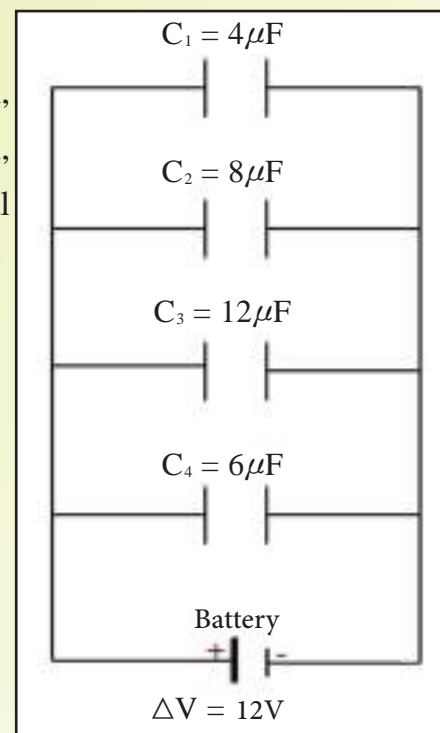 C₁ = 4μF
C₂ = 8μF
C₃ = 12μF
C₄ = 6μF
Battery
+ -
△V = 12V